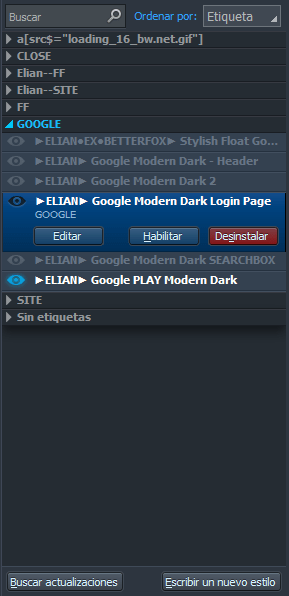 Buscar
Ordenar por: Etiqueta
a[src$="loading_16_bw.net.gif"]
CLOSE
Elian--FF
Elian--SITE
FF
GOOGLE
►ELIAN●EX●BETTERFOX► Stylish Float Go...
►ELIAN► Google Modern Dark - Header
►ELIAN► Google Modern Dark 2
►ELIAN► Google Modern Dark Login Page
GOOGLE
Editar Habilitar Desinstalar
►ELIAN► Google Modern Dark SEARCHBOX
►ELIAN► Google PLAY Modern Dark
SITE
Sin etiquetas
Buscar actualizaciones Escribir un nuevo estilo